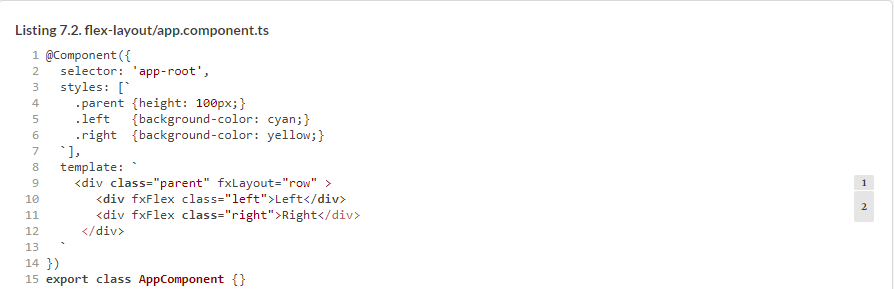 Listing 7.2. flex-layout/app.component.ts
1 @Component({
2   selector: 'app-root',
3   styles: [`
4     .parent {height: 100px;}
5     .left   {background-color: cyan;}
6     .right  {background-color: yellow;}
7   `],
8   template: `
9     <div class="parent" fxLayout="row" > 1
10        <div fxFlex class="left">Left</div> 2
11        <div fxFlex class="right">Right</div>
12      </div>
13   `
14 })
15 export class AppComponent {}